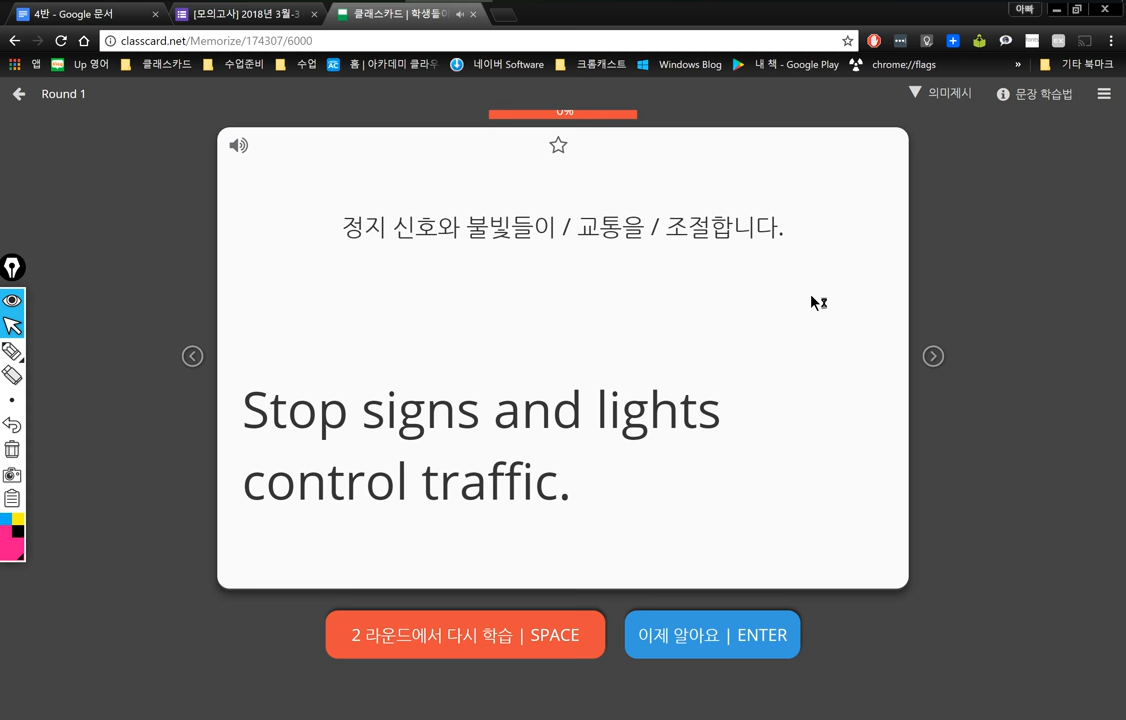 4반 - Google 문서
[모의고사] 2018년 3월-3
클래스카드 | 학생들이
아빠
classcard.net/Memorize/174307/6000
앱 Up 영어 클래스카드 수업준비 수업 홈 | 아카데미 클라우 네이버 Software 크롬캐스트 Windows Blog 내 책 - Google Play chrome://flags » 기타 북마크
Round 1 의미제시 문장 학습법
0%
정지 신호와 불빛들이 / 교통을 / 조절합니다.
Stop signs and lights
control traffic.
2 라운드에서 다시 학습 | SPACE
이제 알아요 | ENTER